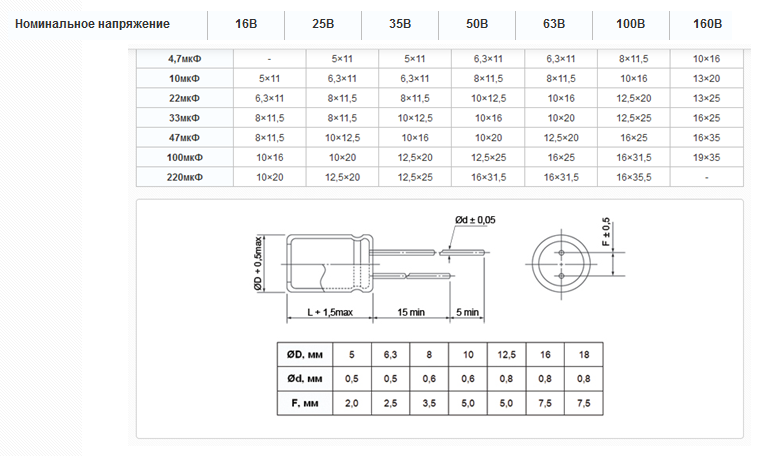 Номинальное напряжение 16В 25В 35В 50В 63В 100В 160В
4,7мкФ - 5×11 5×11 6,3×11 6,3×11 8×11,5 10×16
10мкФ 5×11 6,3×11 6,3×11 8×11,5 8×11,5 10×16 13×20
22мкФ 6,3×11 8×11,5 8×11,5 10×12,5 10×16 12,5×20 13×25
33мкФ 8×11,5 8×11,5 10×12,5 10×16 10×20 12,5×25 16×25
47мкФ 8×11,5 10×12,5 10×16 10×20 12,5×20 16×25 16×35
100мкФ 10×16 10×20 12,5×20 12,5×25 16×25 16×31,5 19×35
220мкФ 10×20 12,5×20 12,5×25 16×31,5 16×31,5 16×35,5 -
Ød ± 0,05
F ± 0,5
ØD + 0,5max
L + 1,5max 15 min 5 min
ØD, мм 5 6,3 8 10 12,5 16 18
Ød, мм 0,5 0,5 0,6 0,6 0,8 0,8 0,8
F, мм 2,0 2,5 3,5 5,0 5,0 7,5 7,5